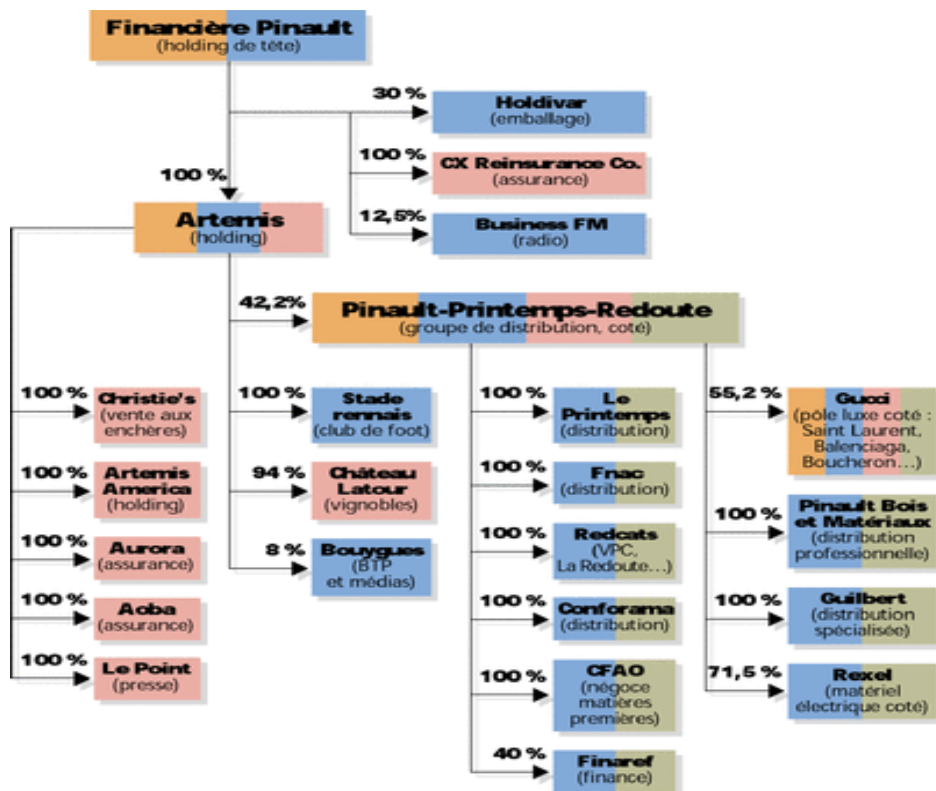 Financière Pinault
(holding de tête)
30 %
Holdivar
(emballage)
100 %
CX Reinsurance Co.
(assurance)
100 %
12,5%
Business FM
(radio)
Artemis
(holding)
42,2%
Pinault-Printemps-Redoute
(groupe de distribution, coté)
100 %
Christie's
(vente aux
enchères)
100 %
Artemis
America
(holding)
100 %
Aurora
(assurance)
100 %
Aoba
(assurance)
100 %
Le Point
(presse)
100 %
Stade
rennais
(club de foot)
94 %
Château
Latour
(vignobles)
8 %
Bouygues
(BTP
et médias)
100 %
Le
Printemps
(distribution)
100 %
Fnac
(distribution)
100 %
Redcats
(VPC,
La Redoute...)
100 %
Conforama
(distribution)
100 %
CFAO
(négoce
matières
premières)
40 %
Finaref
(finance)
55,2 %
Gucci
(pôle luxe coté :
Saint Laurent,
Balenciaga,
Boucheron...)
100 %
Pinault Bois
et Matériaux
(distribution
professionnelle)
100 %
Guilbert
(distribution
spécialisée)
71,5 %
Rexel
(matériel
électrique coté)